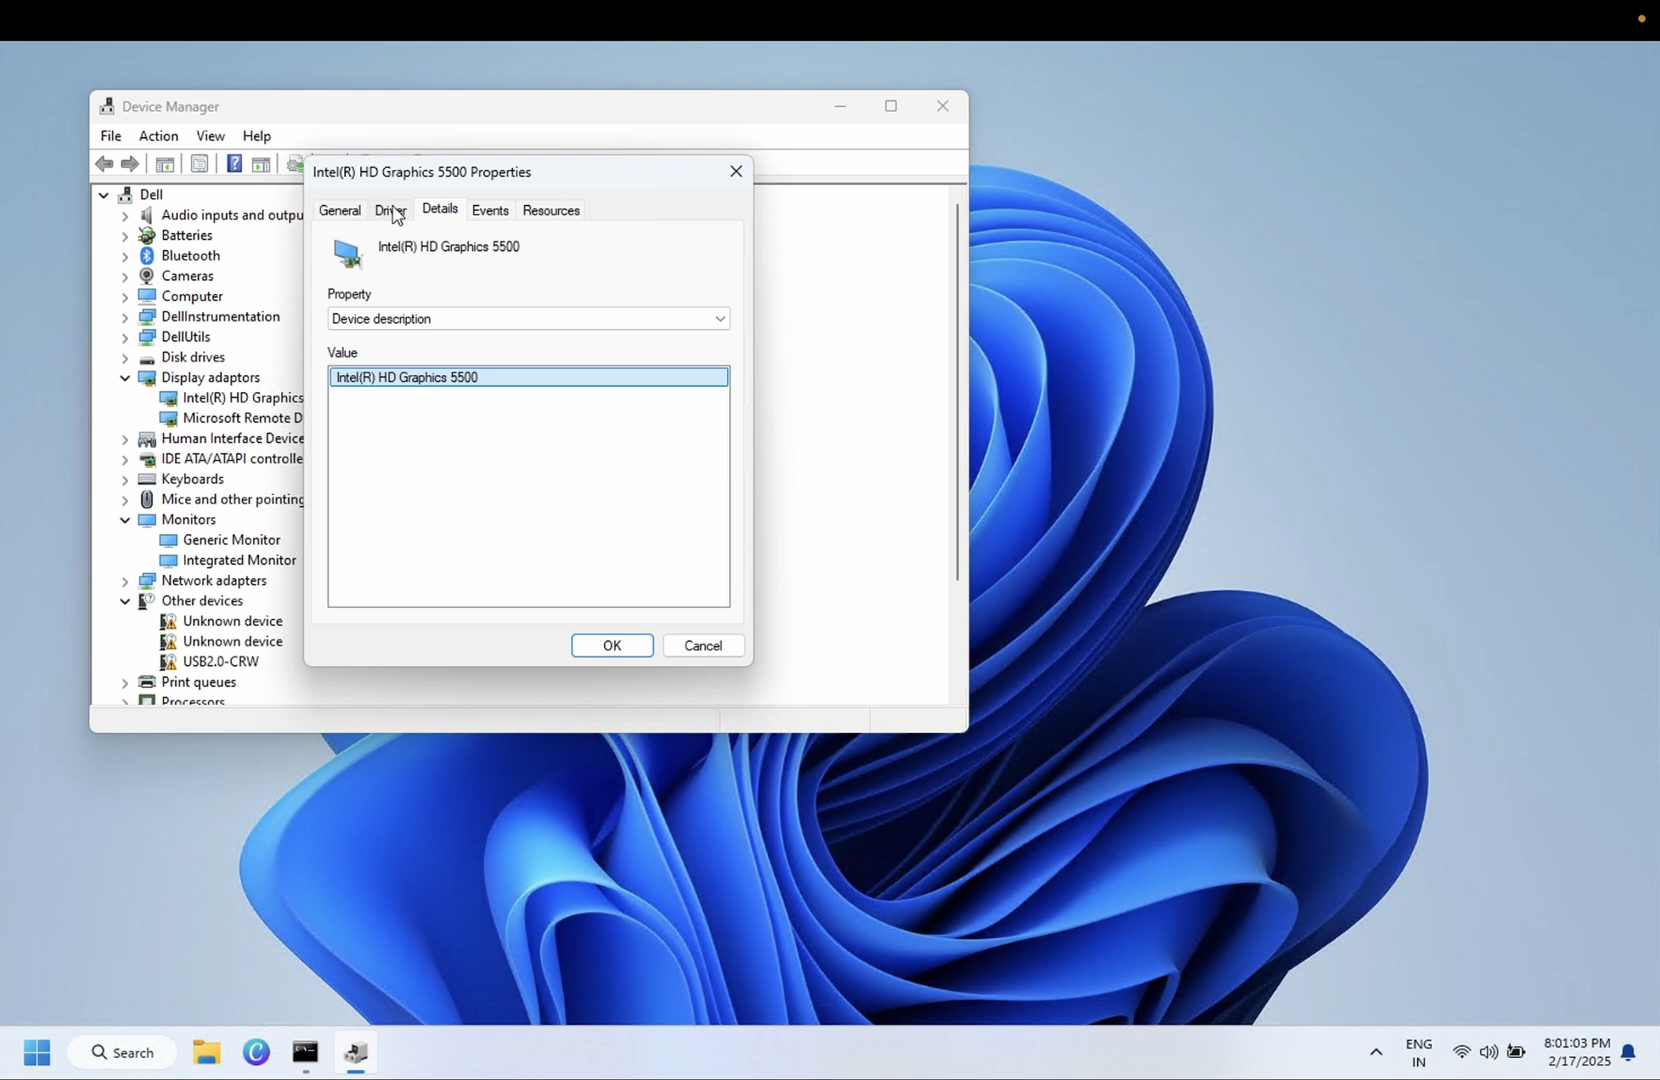 Device Manager
File Action View Help
Intel(R) HD Graphics 5500 Properties
General Driver Details Events Resources
Intel(R) HD Graphics 5500
Property
Device description
Value
Intel(R) HD Graphics 5500
OK Cancel
Dell
Audio inputs and outpu
Batteries
Bluetooth
Cameras
Computer
DellInstrumentation
DellUtils
Disk drives
Display adaptors
Intel(R) HD Graphics
Microsoft Remote D
Human Interface Device
IDE ATA/ATAPI controlle
Keyboards
Mice and other pointing
Monitors
Generic Monitor
Integrated Monitor
Network adapters
Other devices
Unknown device
Unknown device
USB2.0-CRW
Print queues
Processors
Search
ENG
IN
8:01:03 PM
2/17/2025